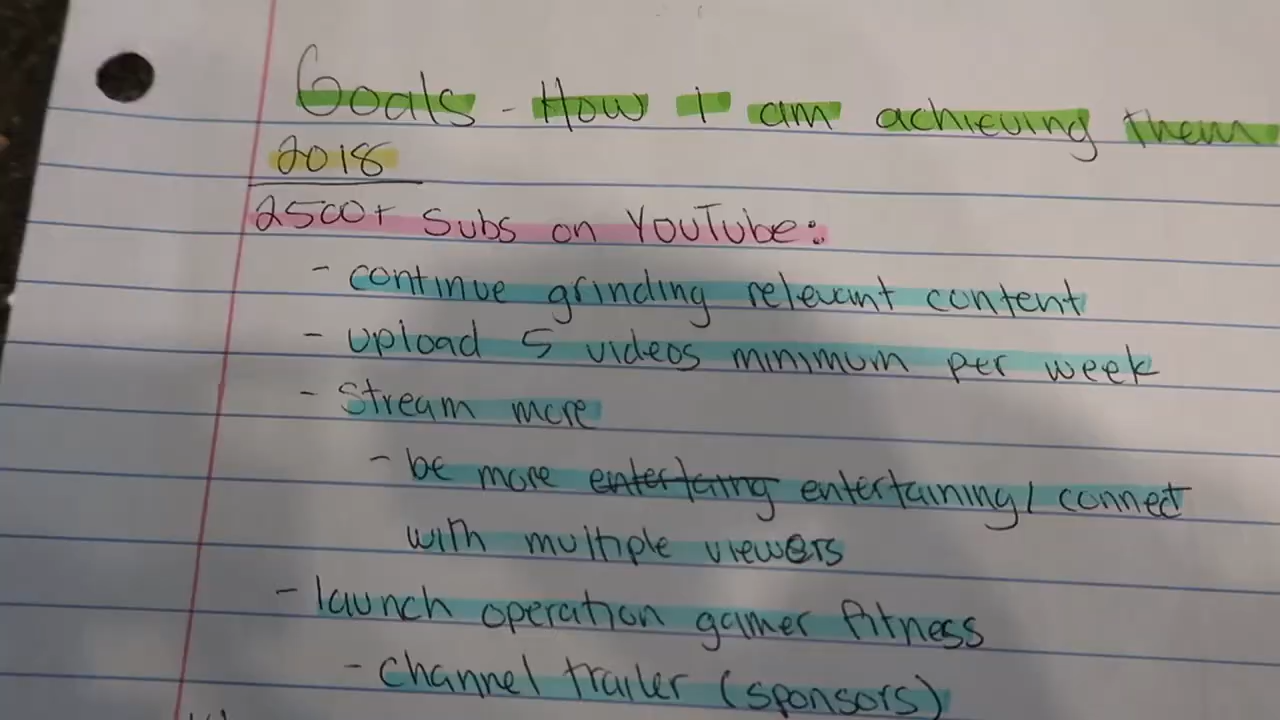 Goals - How I am achieving them
2018
2500+ Subs on YouTube:
- continue grinding relevant content
- upload 5 videos minimum per week
- Stream more
- be more entertaing entertaining/ connect
with multiple viewers
- launch operation gamer fitness
- channel trailer (sponsors)